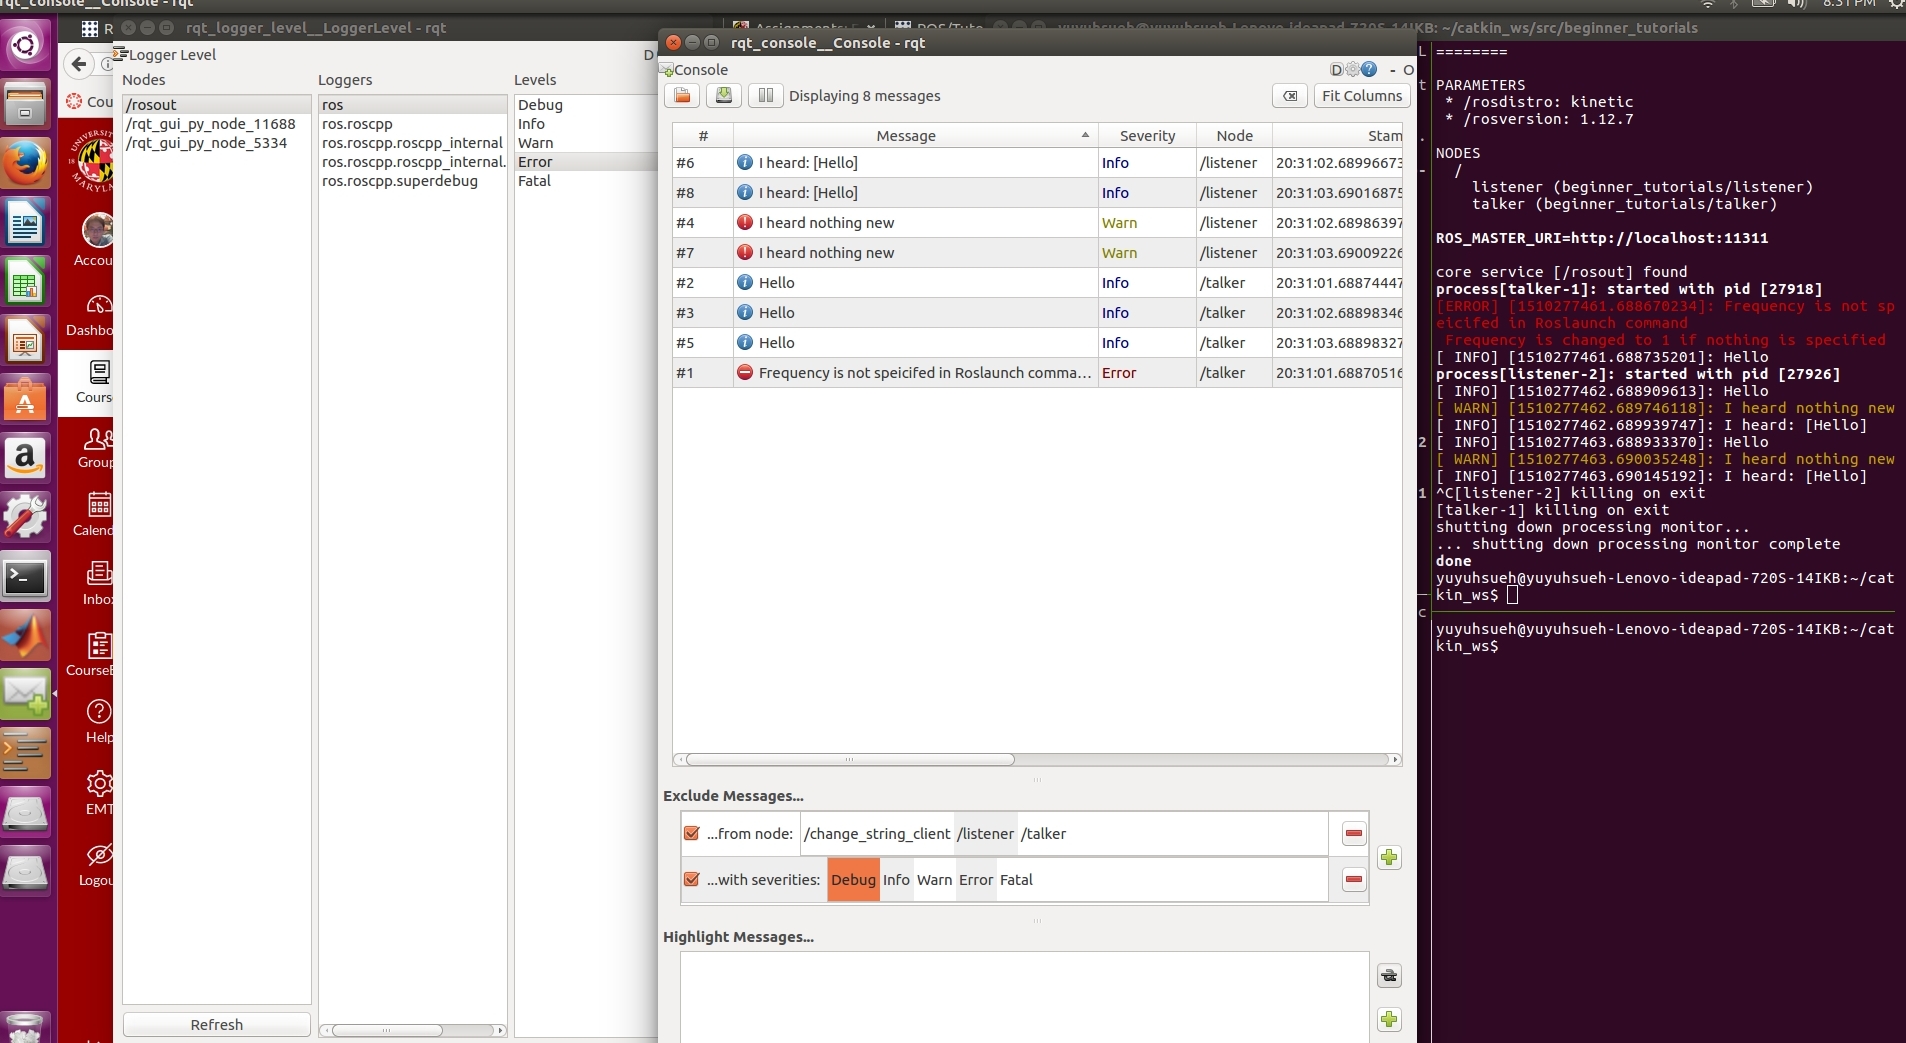 rqt_console__Console - rqt
8:31 PM
rqt_logger_level__LoggerLevel - rqt
Logger Level
D
Nodes
/rosout
/rqt_gui_py_node_11688
/rqt_gui_py_node_5334
Refresh
Loggers
ros
ros.roscpp
ros.roscpp.roscpp_internal
ros.roscpp.roscpp_internal.
ros.roscpp.superdebug
Levels
Debug
Info
Warn
Error
Fatal
R
Cou
UNIVERSITY
18
MARYLAN
Accou
Dashbo
Cours
Group
Calend
Inbo
CourseE
Help
EMT
Logou
Assignments:
ROS/Tuto
rqt_console__Console - rqt
Console
D
- O
Displaying 8 messages
Fit Columns
# Message Severity Node Stam
#6 I heard: [Hello] Info /listener 20:31:02.68996673
#8 I heard: [Hello] Info /listener 20:31:03.69016875
#4 I heard nothing new Warn /listener 20:31:02.68986397
#7 I heard nothing new Warn /listener 20:31:03.69009226
#2 Hello Info /talker 20:31:01.68874447
#3 Hello Info /talker 20:31:02.68898346
#5 Hello Info /talker 20:31:03.68898327
#1 Frequency is not speicifed in Roslaunch comma... Error /talker 20:31:01.68870516
Exclude Messages...
...from node: /change_string_client /listener /talker
...with severities: Debug Info Warn Error Fatal
Highlight Messages...
yuyuhsueh@yuyuhsueh-Lenovo-ideapad-720S-14IKB: ~/catkin_ws/src/beginner_tutorials
========
PARAMETERS
* /rosdistro: kinetic
* /rosversion: 1.12.7
NODES
/
listener (beginner_tutorials/listener)
talker (beginner_tutorials/talker)
ROS_MASTER_URI=http://localhost:11311
core service [/rosout] found
process[talker-1]: started with pid [27918]
[ERROR] [1510277461.688670234]: Frequency is not sp
eicifed in Roslaunch command
Frequency is changed to 1 if nothing is specified
[ INFO] [1510277461.688735201]: Hello
process[listener-2]: started with pid [27926]
[ INFO] [1510277462.688909613]: Hello
[ WARN] [1510277462.689746118]: I heard nothing new
[ INFO] [1510277462.689939747]: I heard: [Hello]
[ INFO] [1510277463.688933370]: Hello
[ WARN] [1510277463.690035248]: I heard nothing new
[ INFO] [1510277463.690145192]: I heard: [Hello]
^C[listener-2] killing on exit
[talker-1] killing on exit
shutting down processing monitor...
... shutting down processing monitor complete
done
yuyuhsueh@yuyuhsueh-Lenovo-ideapad-720S-14IKB:~/cat
kin_ws$
yuyuhsueh@yuyuhsueh-Lenovo-ideapad-720S-14IKB:~/cat
kin_ws$